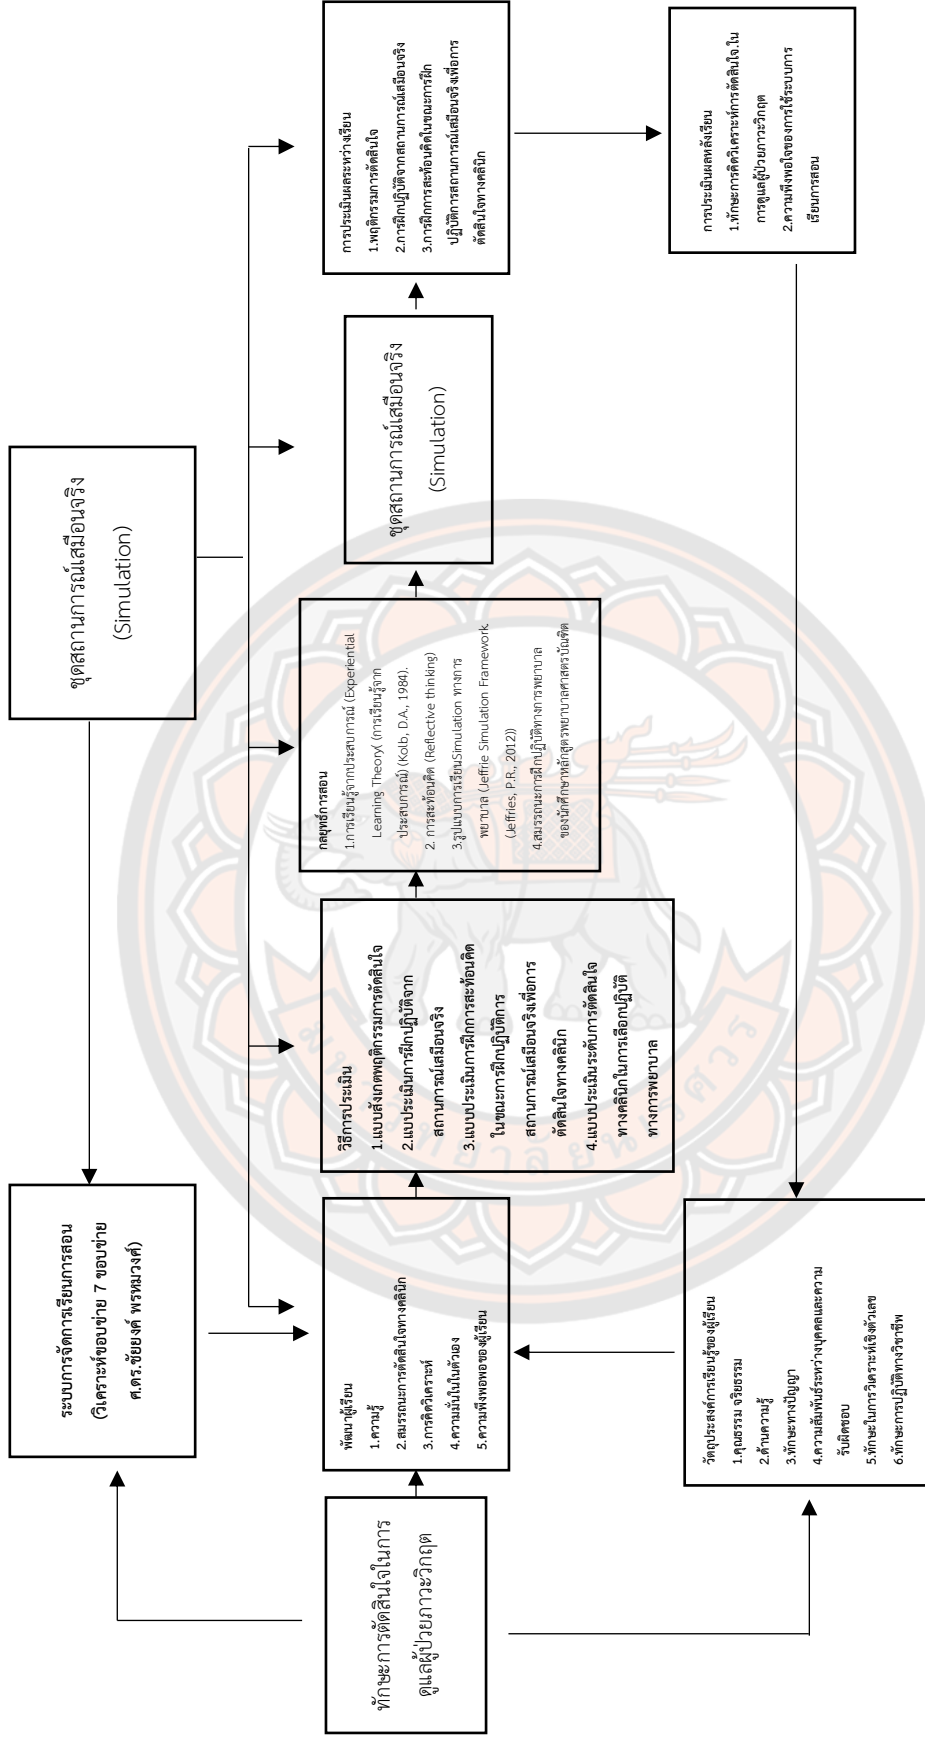 ชุดสถานการณ์เสมือนจริง
(Simulation)
ระบบการจัดการเรียนการสอน
(วิเคราะห์ขอบข่าย 7 ขอบข่าย
ศ.ดร.ชัยยงค์ พรหมวงศ์)
ทักษะการตัดสินใจในการ
ดูแลผู้ป่วยภาวะวิกฤต
พัฒนาผู้เรียน
1.ความรู้
2.สมรรถนะการตัดสินใจทางคลินิก
3.การคิดวิเคราะห์
4.ความมั่นในในตัวเอง
5.ความพึงพอพอของผู้เรียน
วิธีการประเมิน
1.แบบสังเกตพฤติกรรมการตัดสินใจ
2.แบประเมินการฝึกปฏิบัติจาก
สถานการณ์เสมือนจริง
3.แบบประเมินการฝึกการสะท้อนคิด
ในขณะการฝึกปฏิบัติการ
สถานการณ์เสมือนจริงเพื่อการ
ตัดสินใจทางคลินิก
4.แบบประเมินระดับการตัดสินใจ
ทางคลินิกในการเลือกปฏิบัติ
ทางการพยาบาล
กลยุทธ์การสอน
1.การเรียนรู้จากประสบการณ์ (Experiential
Learning Theory( (การเรียนรู้จาก
ประสบการณ์) (Kolb, D.A., 1984).
2. การสะท้อนคิด (Reflective thinking)
3.รูปแบบการเรียนSimulation ทางการ
พยาบาล (Jeffrie Simulation Framework
(Jeffries, P.R., 2012))
4.สมรรถนะการฝึกปฏิบัติทางการพยาบาล
ของนักศึกษาหลักสูตรพยาบาลศาสตรบัณฑิต
ชุดสถานการณ์เสมือนจริง
(Simulation)
การประเมินผลระหว่างเรียน
1.พฤติกรรมการตัดสินใจ
2.การฝึกปฏิบัติจากสถานการณ์เสมือนจริง
3.การฝึกการสะท้อนคิดในขณะการฝึก
ปฏิบัติการสถานการณ์เสมือนจริงเพื่อการ
ตัดสินใจทางคลินิก
การประเมินผลหลังเรียน
1.ทักษะการคิดวิเคราะห์การตัดสินใจ.ใน
การดูแลผู้ป่วยภาวะวิกฤต
2.ความพึงพอใจของการใช้ระบบการ
เรียนการสอน
วัตถุประสงค์การเรียนรู้ของผู้เรียน
1.คุณธรรม จริยธรรม
2.ด้านความรู้
3.ทักษะทางปัญญา
4.ความสัมพันธ์ระหว่างบุคคลและความ
รับผิดชอบ
5.ทักษะในการวิเคราะห์เชิงตัวเลข
6.ทักษะการปฏิบัติทางวิชาชีพ